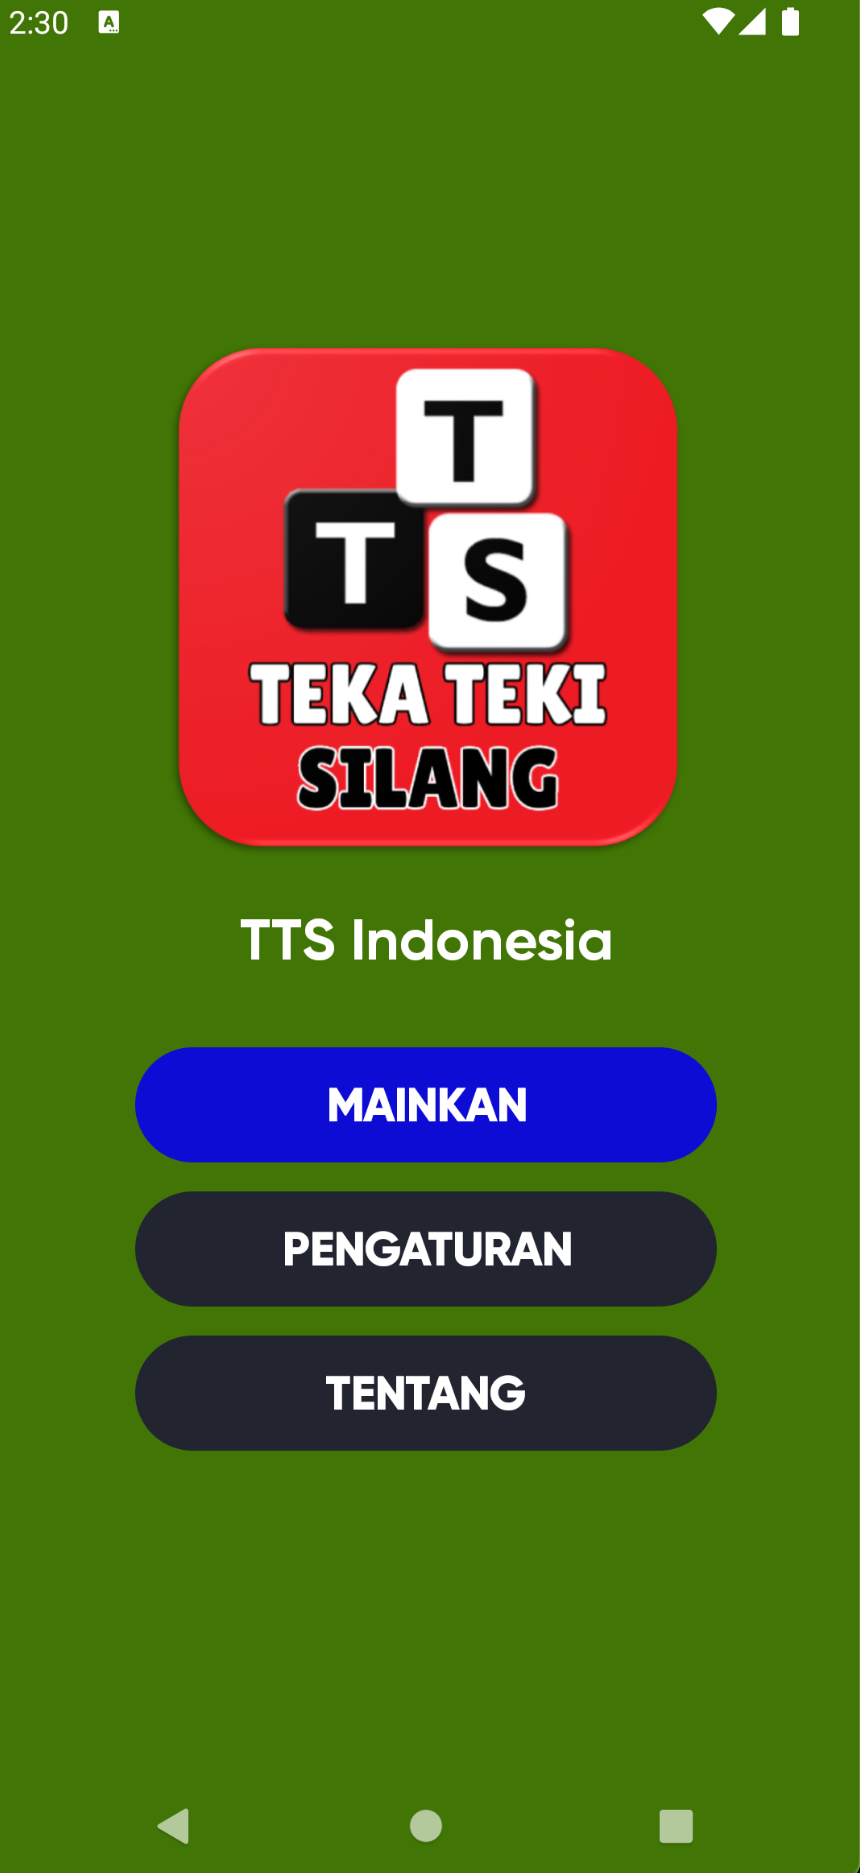 2:30
A
T
T S
TEKA TEKI
SILANG
TTS Indonesia
MAINKAN
PENGATURAN
TENTANG